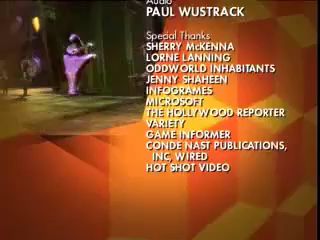 Audio
PAUL WUSTRACK
Special Thanks
SHERRY McKENNA
LORNE LANNING
ODDWORLD INHABITANTS
JENNY SHAHEEN
INFOGRAMES
MICROSOFT
THE HOLLYWOOD REPORTER
VARIETY
GAME INFORMER
CONDE NAST PUBLICATIONS,
INC, WIRED
HOT SHOT VIDEO